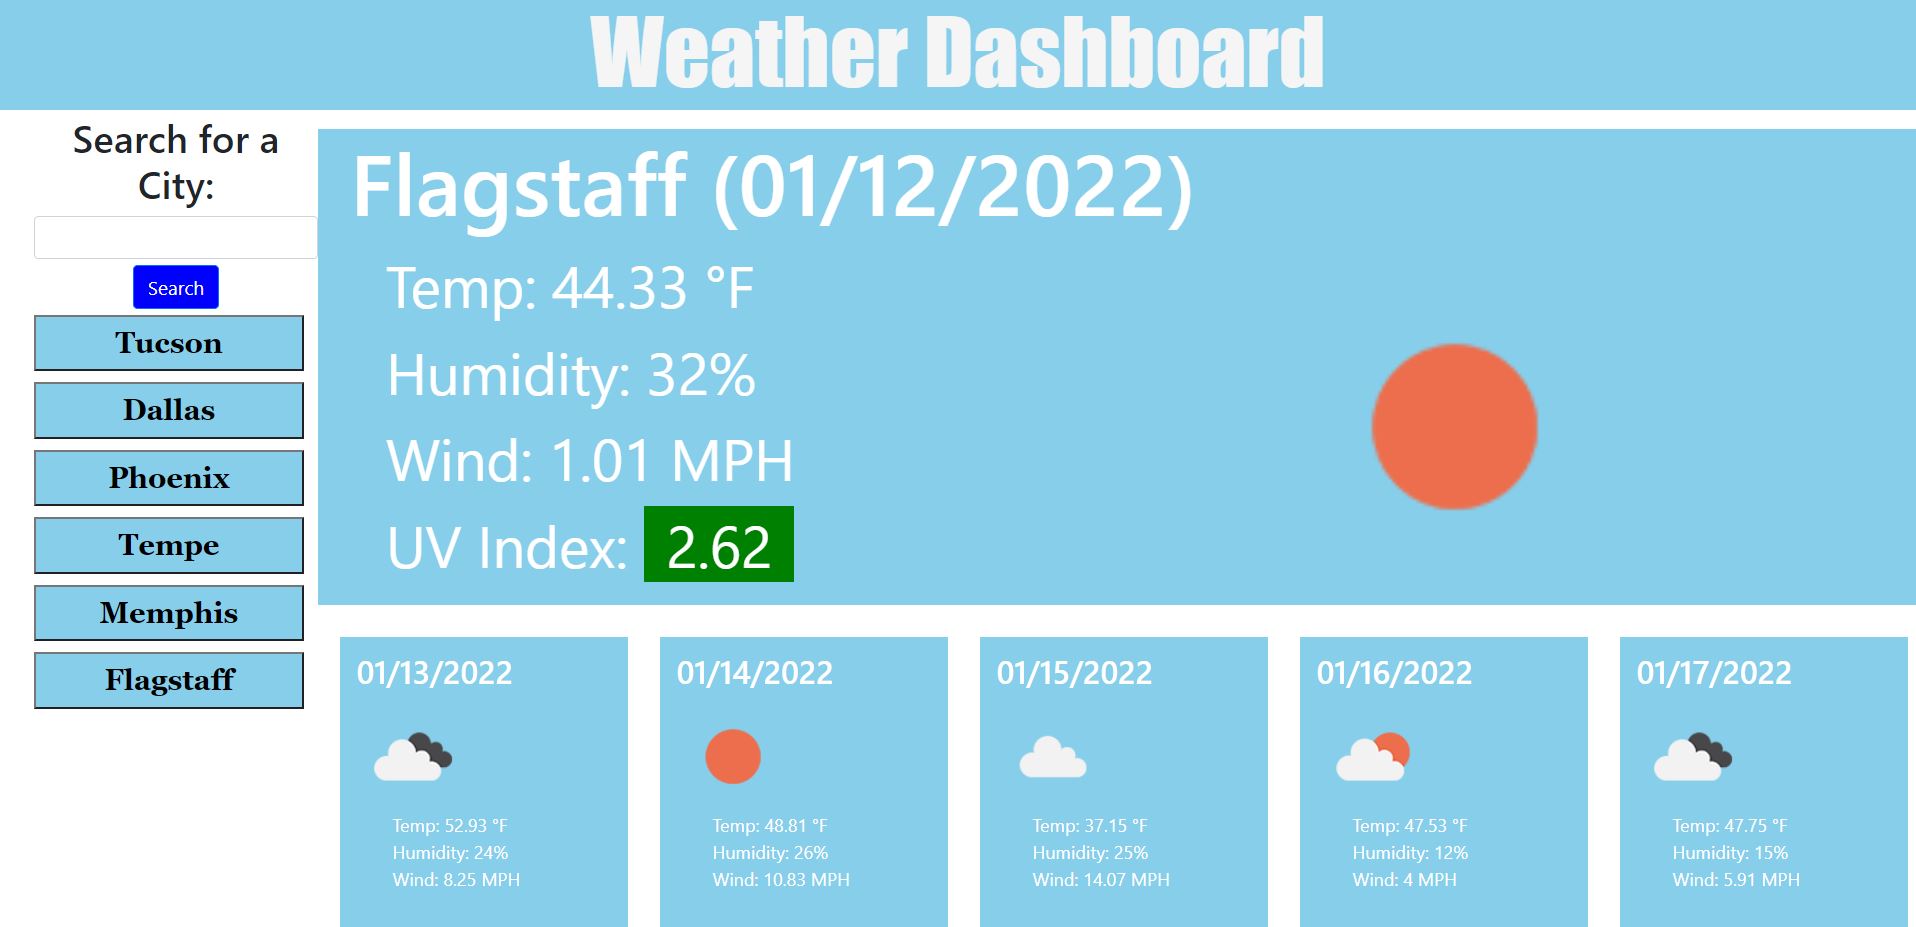 Weather Dashboard
Search for a
City:
Search
Tucson
Dallas
Phoenix
Tempe
Memphis
Flagstaff
Flagstaff (01/12/2022)
Temp: 44.33 °F
Humidity: 32%
Wind: 1.01 MPH
UV Index: 2.62
01/13/2022
Temp: 52.93 °F
Humidity: 24%
Wind: 8.25 MPH
01/14/2022
Temp: 48.81 °F
Humidity: 26%
Wind: 10.83 MPH
01/15/2022
Temp: 37.15 °F
Humidity: 25%
Wind: 14.07 MPH
01/16/2022
Temp: 47.53 °F
Humidity: 12%
Wind: 4 MPH
01/17/2022
Temp: 47.75 °F
Humidity: 15%
Wind: 5.91 MPH